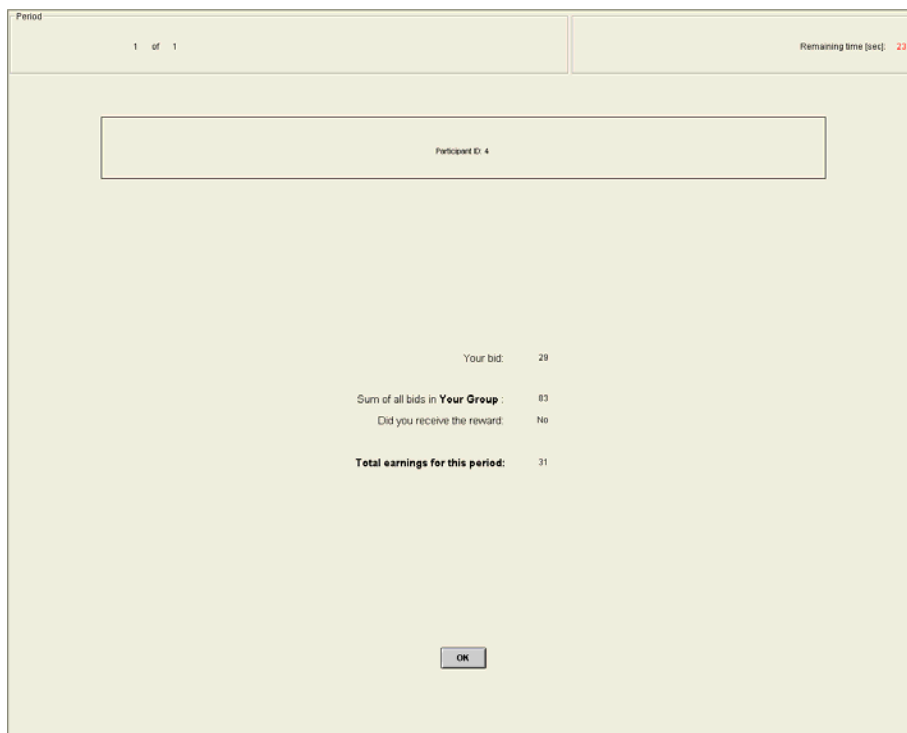 Period
1 of 1
Remaining time [sec]: 23
Participant ID: 4
Your bid: 29
Sum of all bids in Your Group : 83
Did you receive the reward: No
Total earnings for this period: 31
OK